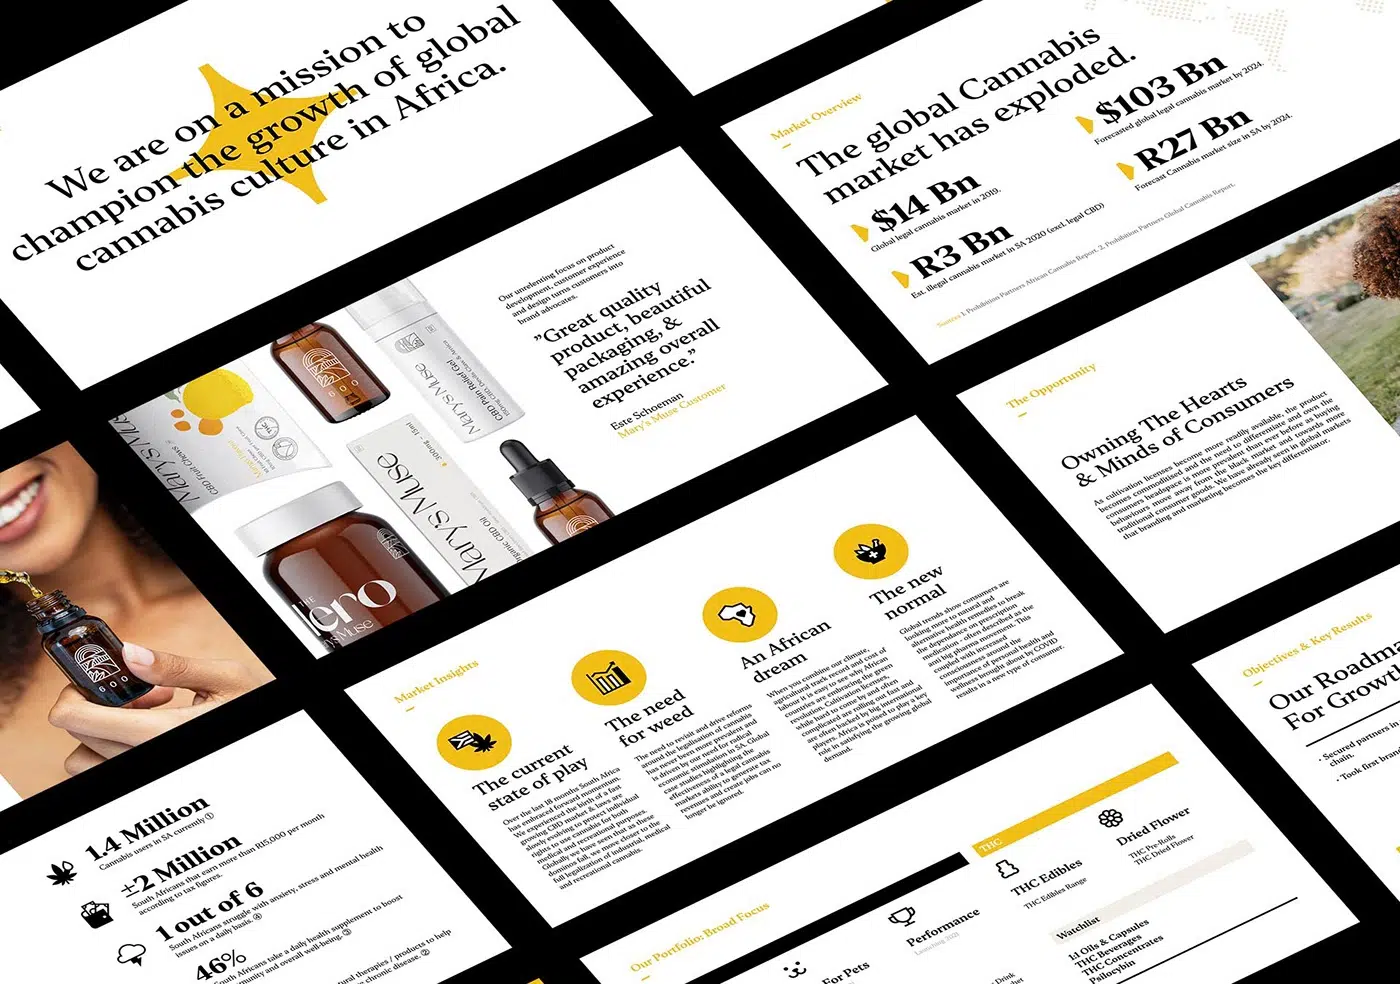 We are on a mission to
champion the growth of global
cannabis culture in Africa.
Market Overview
The global Cannabis
market has exploded.
$14 Bn
Global legal cannabis market in 2019.
R3 Bn
Est. illegal cannabis market in SA 2020 (excl. legal CBD)
$103 Bn
Forecasted global legal cannabis market by 2024.
R27 Bn
Forecast Cannabis market size in SA by 2024.
Sources 1. Prohibition Partners African Cannabis Report. 2. Prohibition Partners Global Cannabis Report.
Our unrelenting focus on product
development, customer experience
and design turns customers into
brand advocates.
”Great quality
product, beautiful
packaging, &
amazing overall
experience.”
Este Schoeman
Mary's Muse Customer
Mary's Muse
CBD Fruit Chews
600
Mary's Muse
CBD Pain Relief Gel
Mary's Muse
300mg - 15ml
Organic CBD Oil
THE
Zero
Muse
600
The Opportunity
Owning The Hearts
& Minds of Consumers
As cultivation licenses become more readily available, the product
becomes commoditised and the need to differentiate and own the
consumers headspace is more prevalent than ever before as buying
behaviours move away from the black market and towards more
traditional consumer goods. We have already seen in global markets
that branding and marketing becomes the key differentiator.
Market Insights
The current
state of play
Over the last 18 months South Africa
has embraced forward momentum.
We experienced the birth of a fast
growing CBD market & laws are
slowly evolving to protect individual
rights to use cannabis for both
medical and recreational purposes.
Globally we have seen that as these
dominos fall, we move closer to the
full legalization of industrial, medical
and recreational cannabis.
The need
for weed
The need to revisit and drive reforms
around the legalisation of cannabis
has never been more prevalent and
economic stimulation in SA. Global
case studies highlighting the
effectiveness of a legal cannabis
markets ability to generate tax
revenues and create jobs can no
longer be ignored.
An African
dream
When you combine our climate,
agricultural track record and cost of
labour it is easy to see why African
countries are embracing the green
revolution. Cultivation licenses,
while hard to come by and often
complicated are rolling out fast and
are often backed by big international
players. Africa is poised to play a key
role in satisfying the growing global
demand.
The new
normal
Global trends show consumers are
looking more to natural and
alternative health remedies to break
the dependance on prescription
medication - often described as the
anti big pharma movement. This
coupled with increased
consciousness around the
importance of personal health and
wellness brought about by COVID
results in a new type of consumer.
Objectives & Key Results
Our Roadma
For Growth
· Secured partners in
chain.
· Took first bran
1.4 Million
Cannabis users in SA currently ①
±2 Million
South Africans that earn more than R15,000 per month
according to tax figures.
1 out of 6
South Africans struggle with anxiety, stress and mental health
issues on a daily basis. ④
46%
South Africans take a daily health supplement to boost
immunity and overall well-being. ③
natural therapies / products to help
chronic disease. ②
Our Portfolio: Broad Focus
Performance
Launching 2021
For Pets
Drink
THC
THC Edibles
THC Edibles Range
Dried Flower
THC Pre-Rolls
THC Dried Flower
Watchlist
1:1 Oils & Capsules
THC Beverages
THC Concentrates
Psilocybin